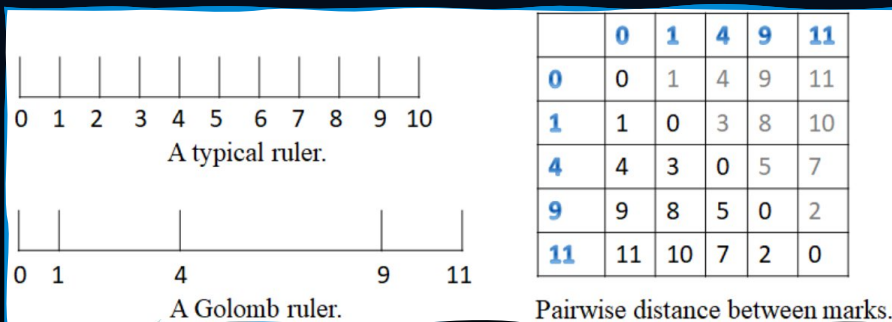 0 1 2 3 4 5 6 7 8 9 10
A typical ruler.
0 1 4 9 11
A Golomb ruler.
0 1 4 9 11
0 0 1 4 9 11
1 1 0 3 8 10
4 4 3 0 5 7
9 9 8 5 0 2
11 11 10 7 2 0
Pairwise distance between marks.